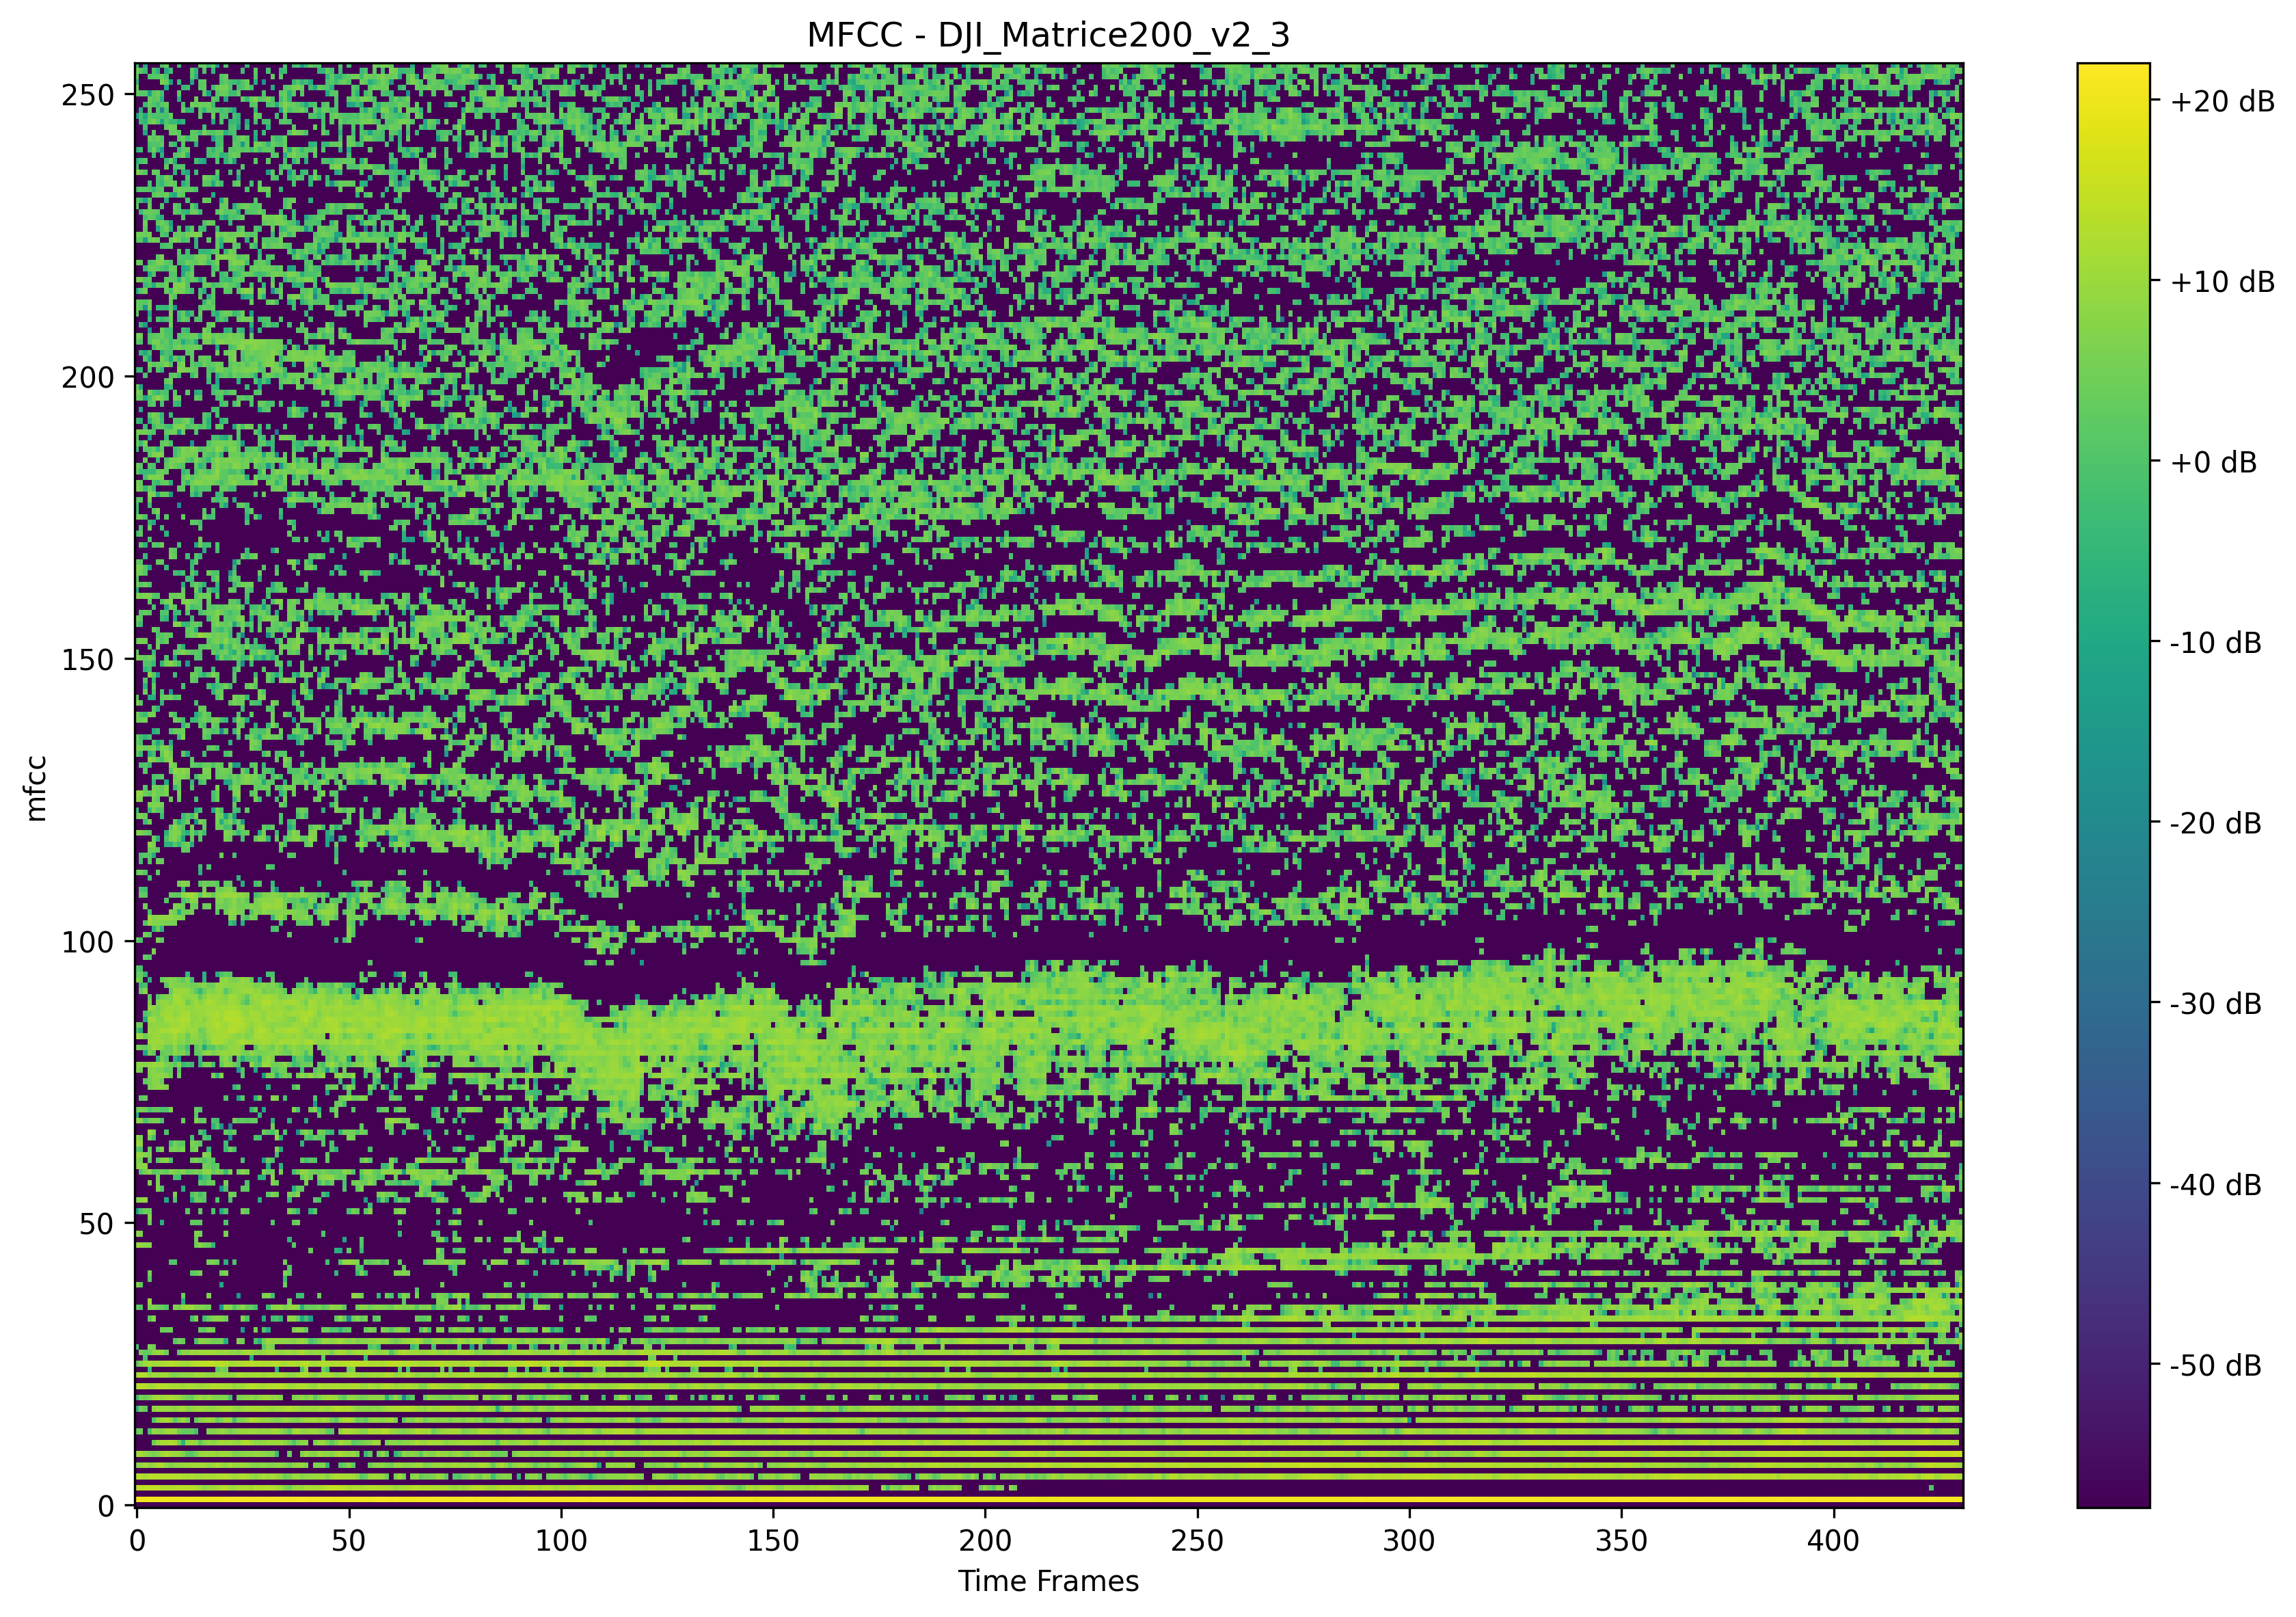 MFCC - DJI_Matrice200_v2_3
250
200
150
100
50
0
mfcc
0
50
100
150
200
250
300
350
400
Time Frames
+20 dB
+10 dB
+0 dB
-10 dB
-20 dB
-30 dB
-40 dB
-50 dB